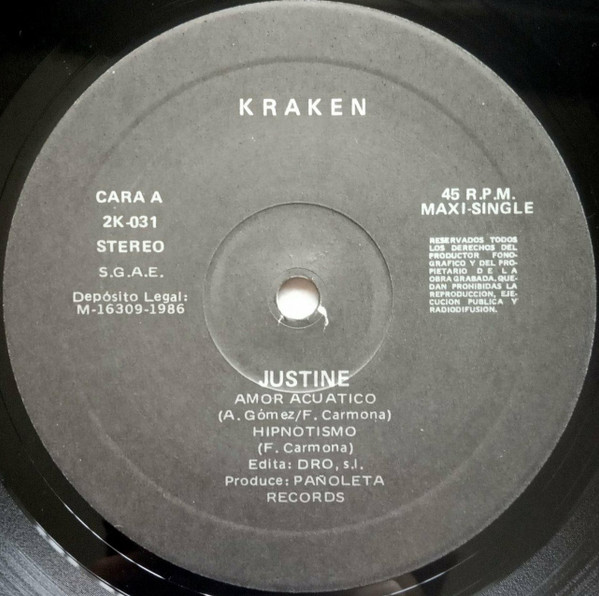 KRAKEN
CARA A
2K-031
STEREO
S.G.A.E.
Depósito Legal:
M-16309-1986
45 R.P.M.
MAXI-SINGLE
RESERVADOS TODOS
LOS DERECHOS DEL
PRODUCTOR FONO-
GRAFICO Y DEL PRO-
PIETARIO DE LA
OBRA GRABADA, QUE-
DAN PROHIBIDAS LA
REPRODUCCION, EJE-
CUCION PUBLICA Y
RADIODIFUSION.
JUSTINE
AMOR ACUATICO
(A. Gómez/F. Carmona)
HIPNOTISMO
(F. Carmona)
Edita: DRO, s.l.
Produce: PAÑOLETA
RECORDS